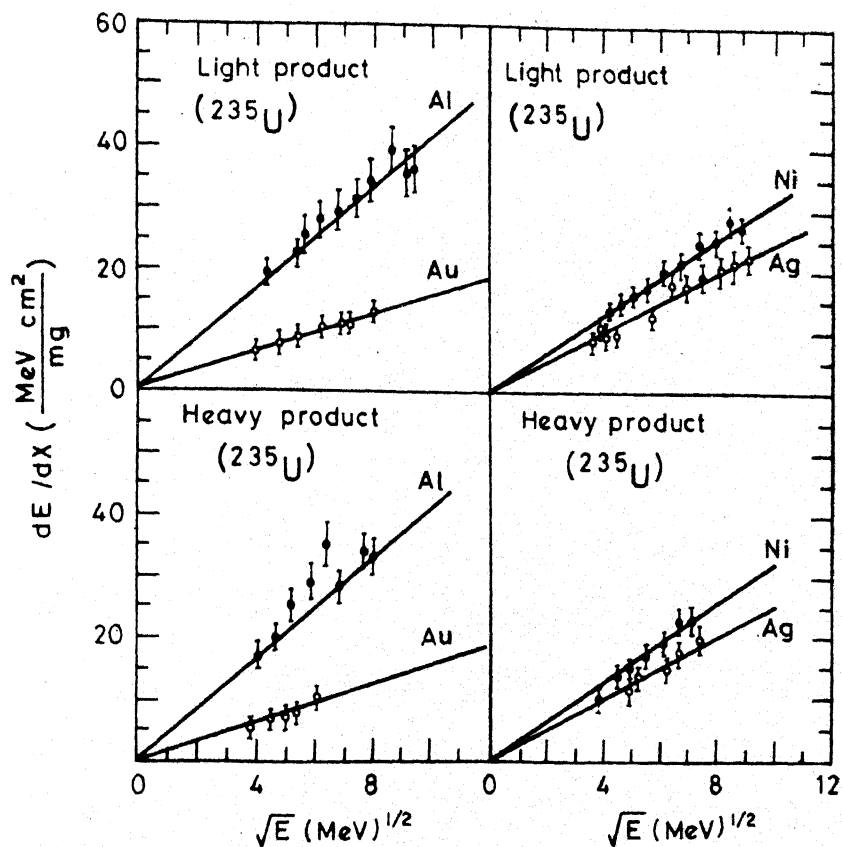 60
40
20
0
40
20
Light product
(235U)
Al
Au
Light product
(235U)
Ni
Ag
Heavy product
(235U)
Al
Au
Heavy product
(235U)
Ni
Ag
dE/dX (MeV cm²/mg)
0 4 8 0 4 8 12
√E (MeV)^1/2 √E (MeV)^1/2